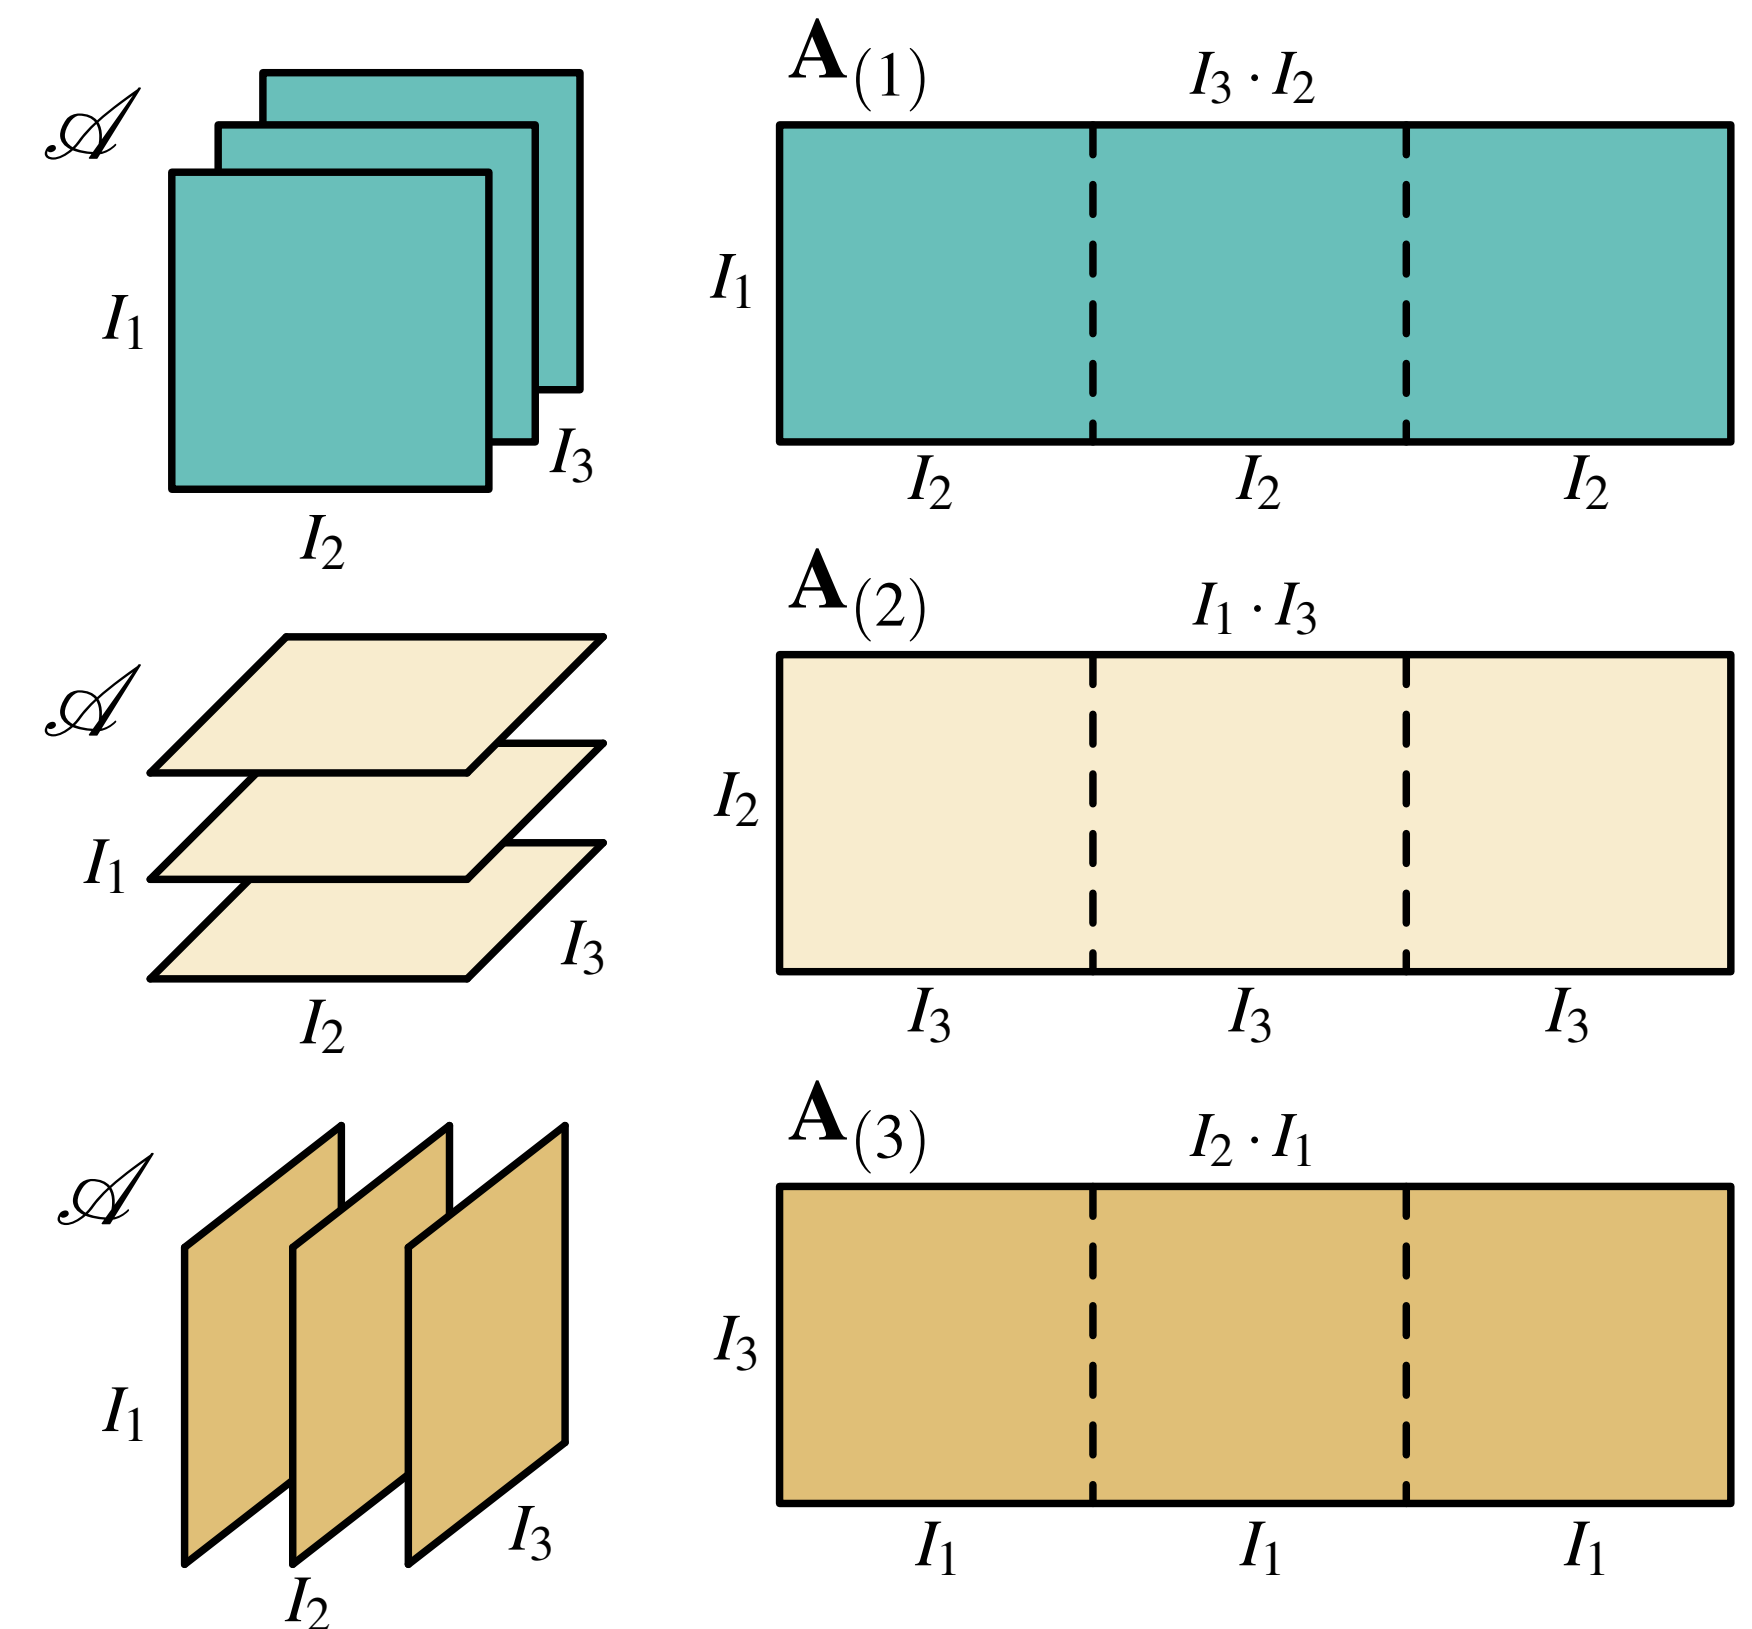 𝒜
I₁
I₂
I₃
A₍₁₎
I₃ · I₂
I₁
I₂ I₂ I₂
𝒜
I₁
I₂
I₃
A₍₂₎
I₁ · I₃
I₂
I₃ I₃ I₃
𝒜
I₁
I₂
I₃
A₍₃₎
I₂ · I₁
I₃
I₁ I₁ I₁